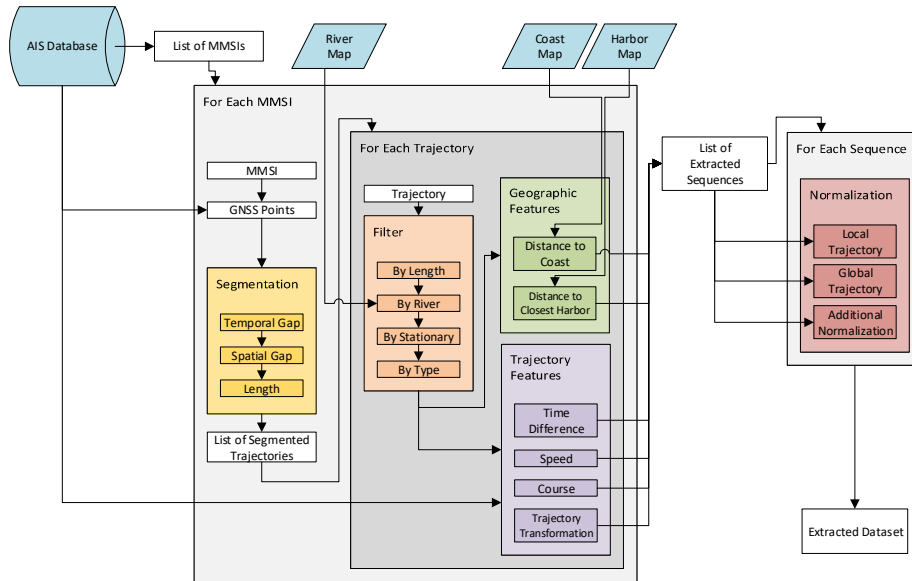 AIS Database
List of MMSIs
River
Map
Coast
Map
Harbor
Map
For Each MMSI
MMSI
GNSS Points
Segmentation
Temporal Gap
Spatial Gap
Length
List of Segmented
Trajectories
For Each Trajectory
Trajectory
Filter
By Length
By River
By Stationary
By Type
Geographic
Features
Distance to
Coast
Distance to
Closest Harbor
Trajectory
Features
Time
Difference
Speed
Course
Trajectory
Transformation
List of
Extracted
Sequences
For Each Sequence
Normalization
Local
Trajectory
Global
Trajectory
Additional
Normalization
Extracted Dataset